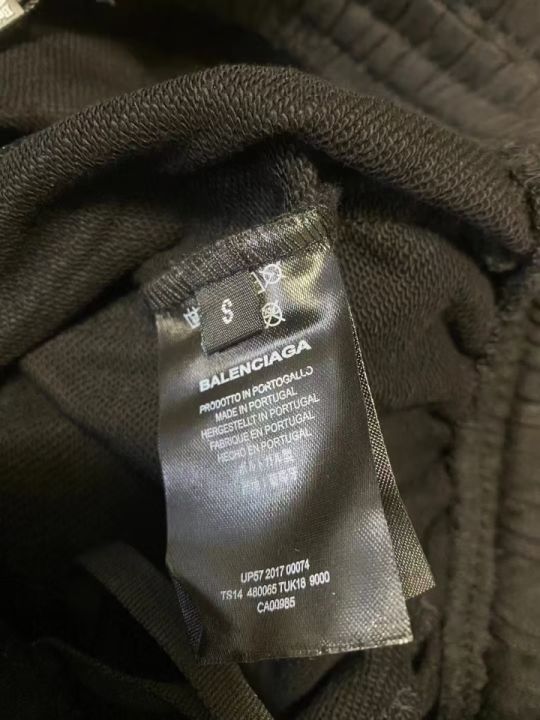 S
BALENCIAGA
PRODOTTO IN PORTOGALLO
MADE IN PORTUGAL
HERGESTELLT IN PORTUGAL
FABRIQUE EN PORTUGAL
HECHO EN PORTUGAL
UP57 2017 00074
TS14 480065 TUK18 9000
CA00985